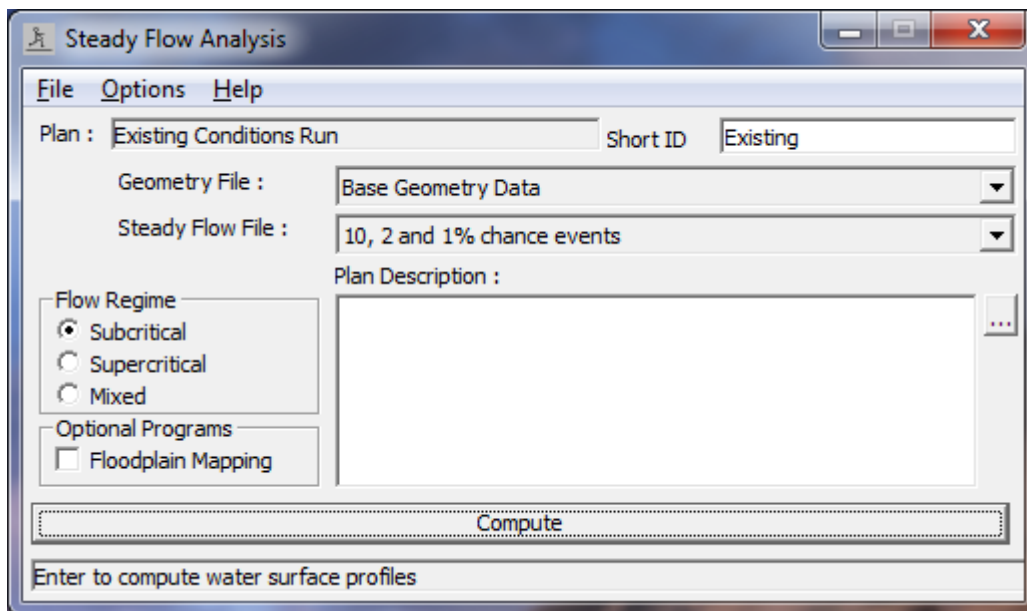 Steady Flow Analysis
File Options Help
Plan : Existing Conditions Run Short ID Existing
Geometry File : Base Geometry Data
Steady Flow File : 10, 2 and 1% chance events
Plan Description :
Flow Regime
Subcritical
Supercritical
Mixed
Optional Programs
Floodplain Mapping
...
Compute
Enter to compute water surface profiles